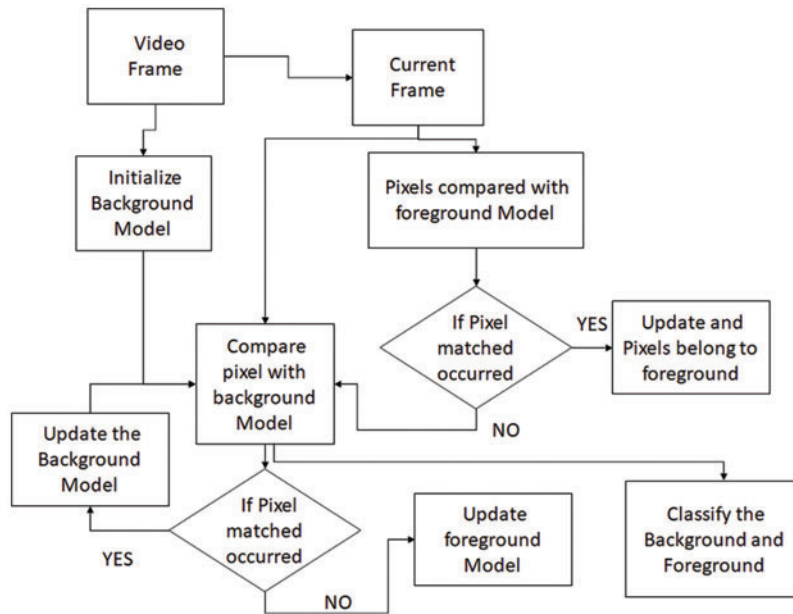 Video
Frame
Current
Frame
Initialize
Background
Model
Pixels compared with
foreground Model
If Pixel
matched
occurred
YES
Update and
Pixels belong to
foreground
Compare
pixel with
background
Model
NO
Update the
Background
Model
If Pixel
matched
occurred
YES
NO
Update
foreground
Model
Classify the
Background and
Foreground